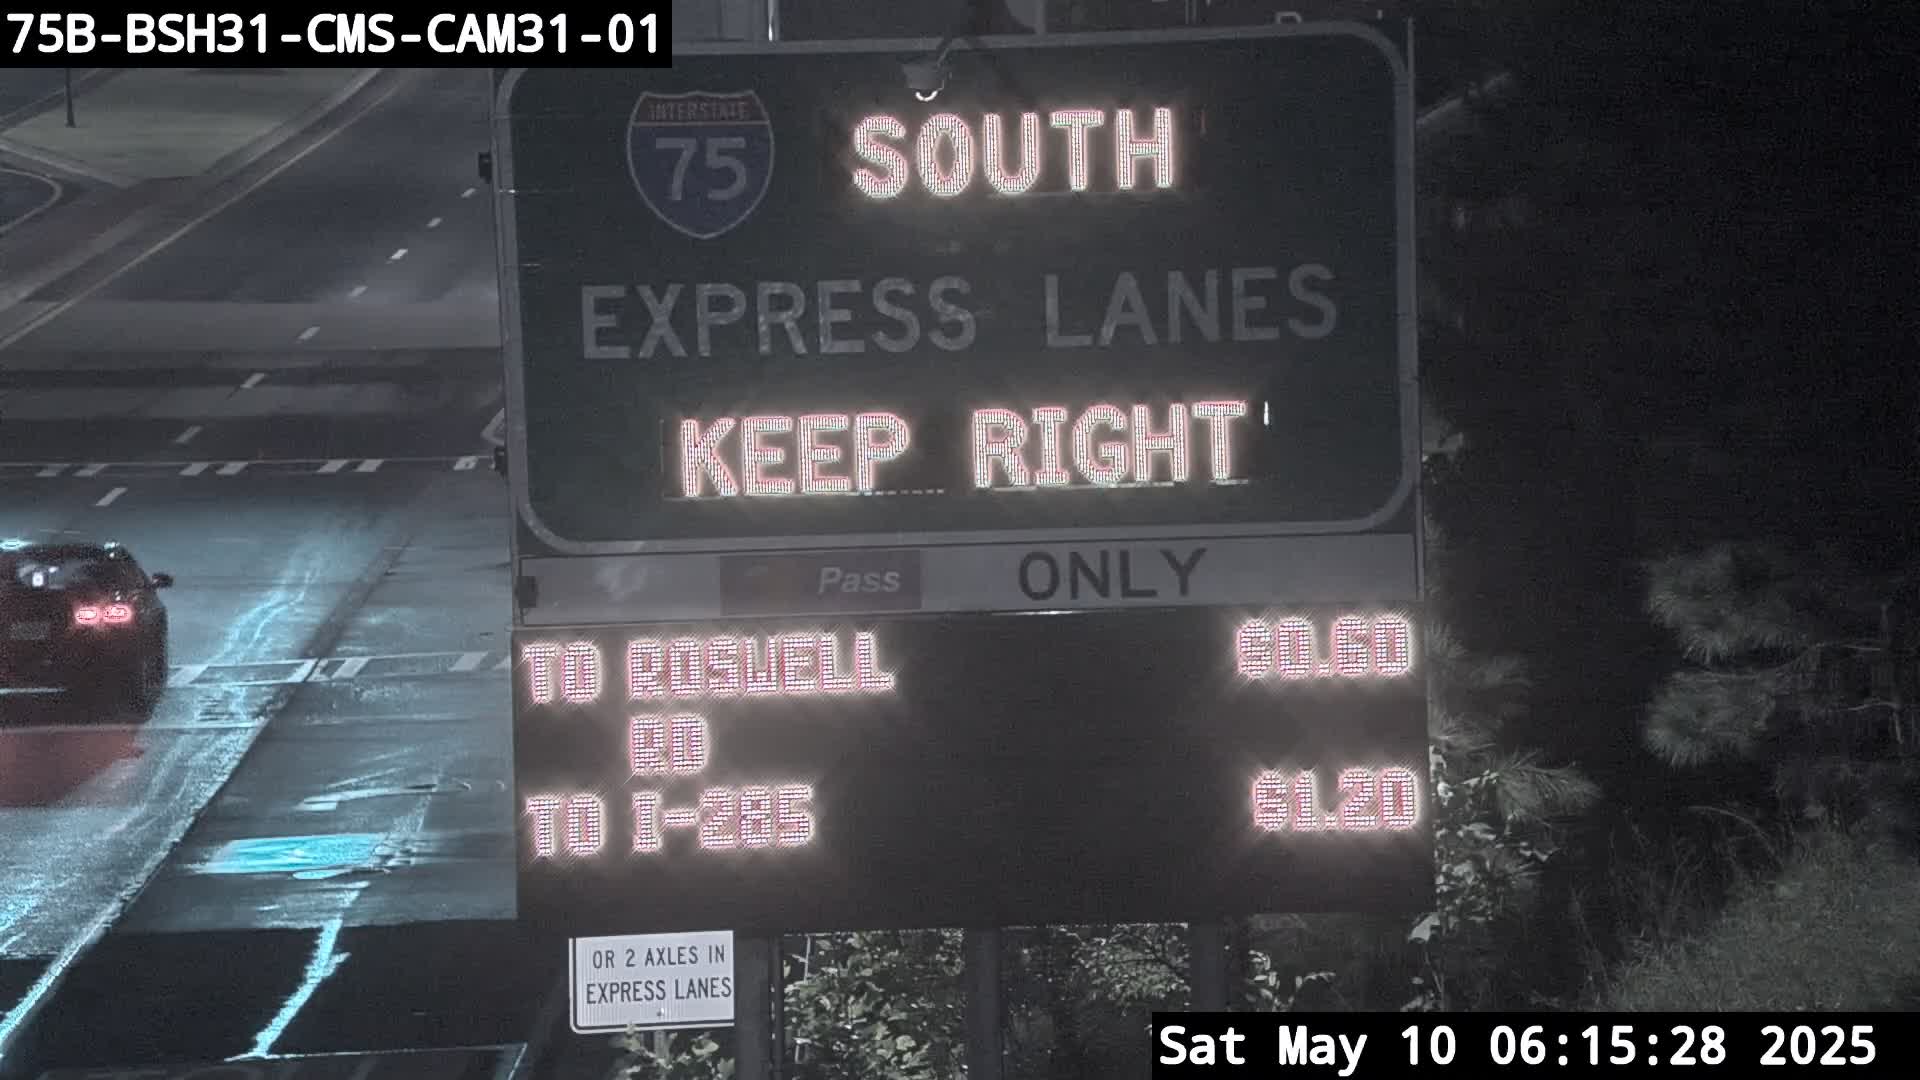 75B-BSH31-CMS-CAM31-01
INTERSTATE
75
SOUTH
EXPRESS LANES
KEEP RIGHT
Pass ONLY
TO ROSWELL $0.60
RD
TO I-285 $1.20
OR 2 AXLES IN
EXPRESS LANES
Sat May 10 06:15:28 2025